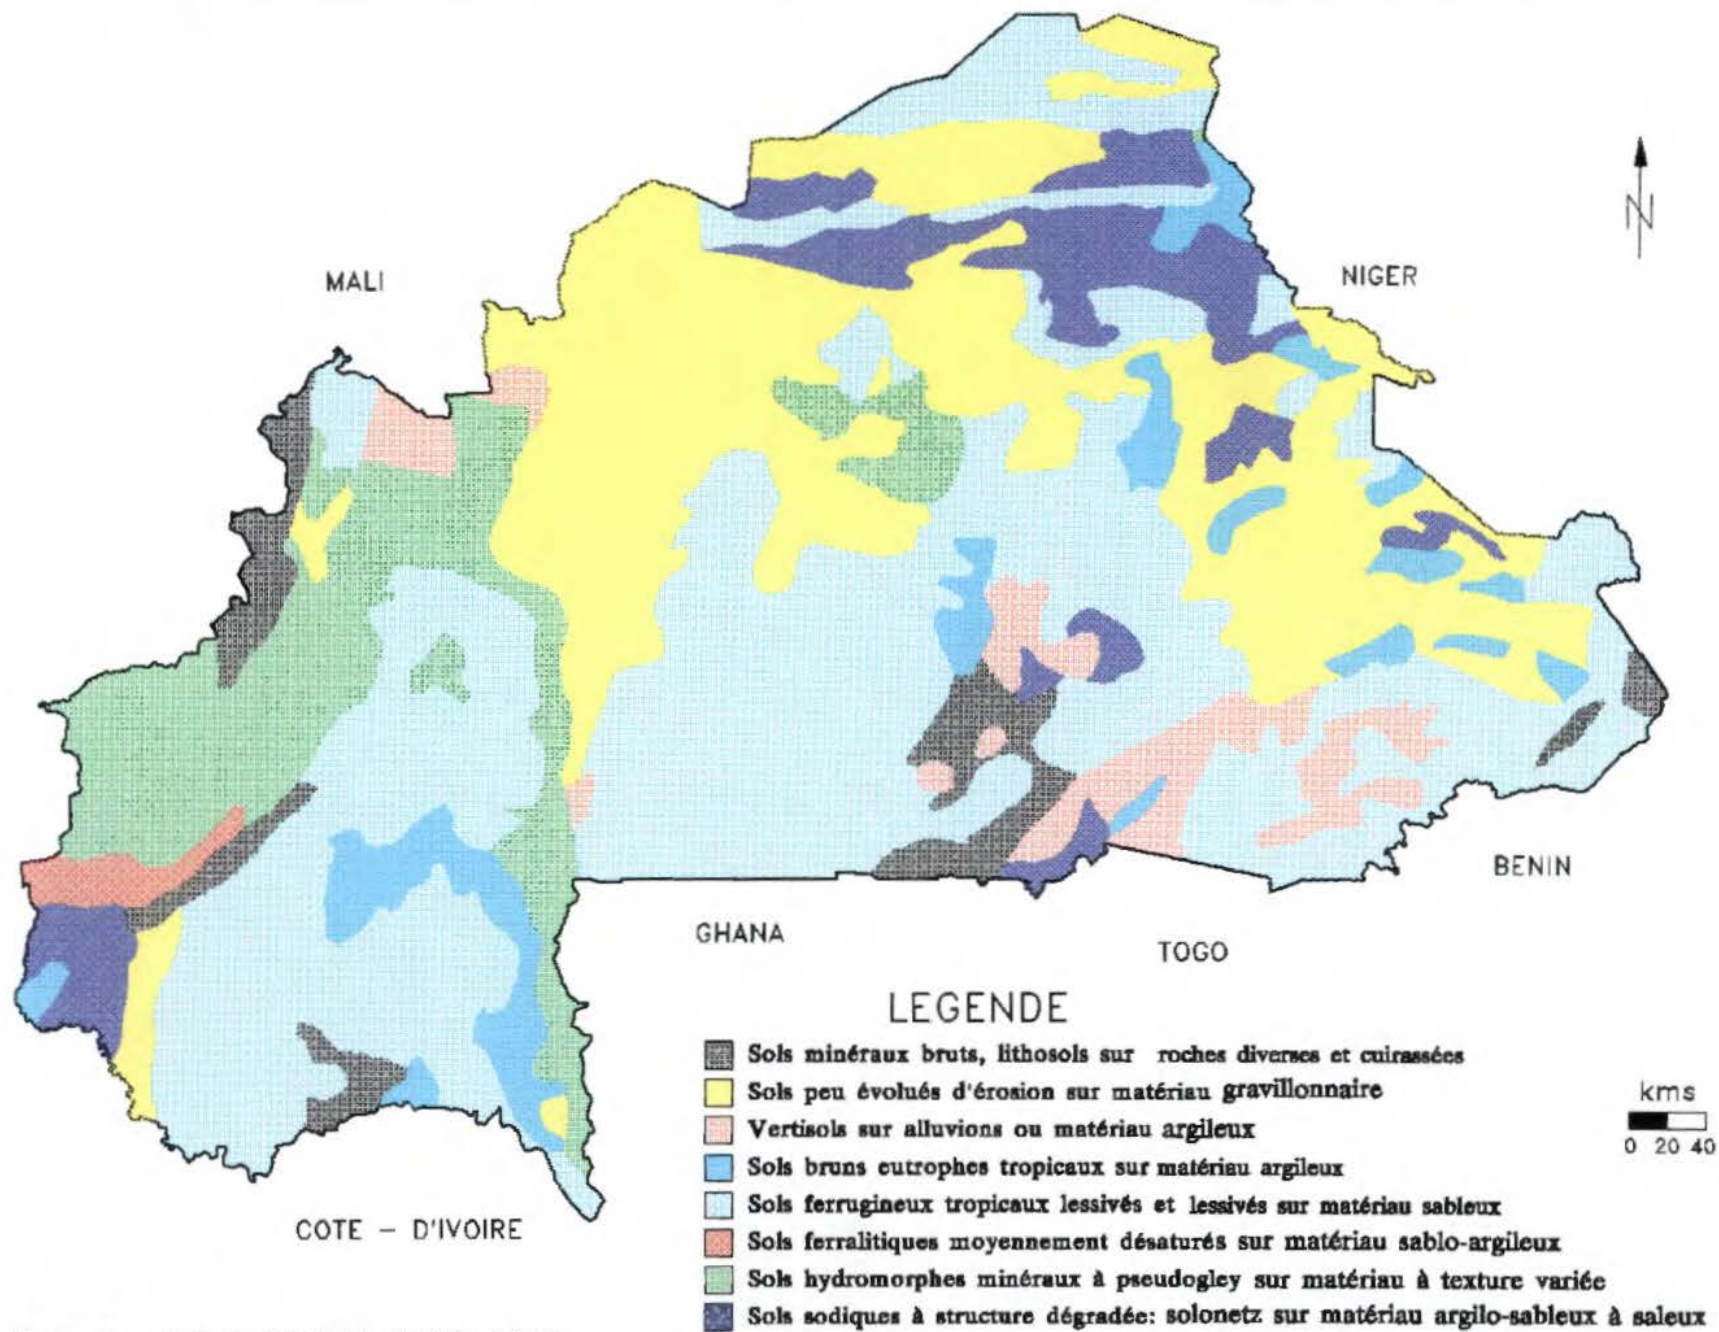 N
MALI
NIGER
BENIN
GHANA
TOGO
COTE – D'IVOIRE
LEGENDE
Sols minéraux bruts, lithosols sur roches diverses et cuirassées
Sols peu évolués d'érosion sur matériau gravillonnaire
Vertisols sur alluvions ou matériau argileux
Sols bruns eutrophes tropicaux sur matériau argileux
Sols ferrugineux tropicaux lessivés et lessivés sur matériau sableux
Sols ferralitiques moyennement désaturés sur matériau sablo-argileux
Sols hydromorphes minéraux à pseudogley sur matériau à texture variée
Sols sodiques à structure dégradée: solonetz sur matériau argilo-sableux à saleux
kms
0 20 40